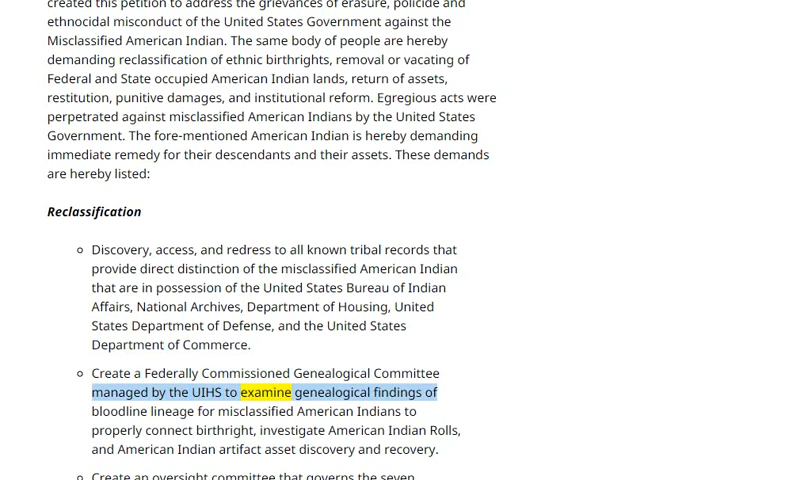 created this petition to address the grievances of erasure, policide and
ethnocidal misconduct of the United States Government against the
Misclassified American Indian. The same body of people are hereby
demanding reclassification of ethnic birthrights, removal or vacating of
Federal and State occupied American Indian lands, return of assets,
restitution, punitive damages, and institutional reform. Egregious acts were
perpetrated against misclassified American Indians by the United States
Government. The fore-mentioned American Indian is hereby demanding
immediate remedy for their descendants and their assets. These demands
are hereby listed:
Reclassification
Discovery, access, and redress to all known tribal records that
provide direct distinction of the misclassified American Indian
that are in possession of the United States Bureau of Indian
Affairs, National Archives, Department of Housing, United
States Department of Defense, and the United States
Department of Commerce.
Create a Federally Commissioned Genealogical Committee
managed by the UIHS to examine genealogical findings of
bloodline lineage for misclassified American Indians to
properly connect birthright, investigate American Indian Rolls,
and American Indian artifact asset discovery and recovery.
Create an oversight committee that governs the seven